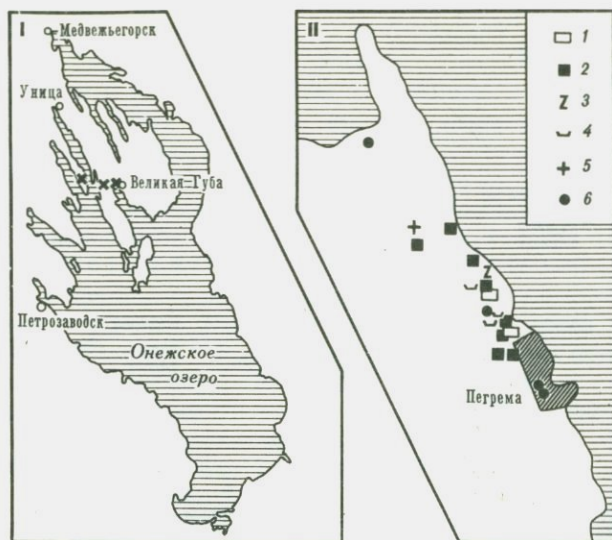 I
Медвежьегорск
Уница
Великая Губа
Петрозаводск
Онежское
озеро
II
1
2
3
4
5
6
Z
Z
Пегрема